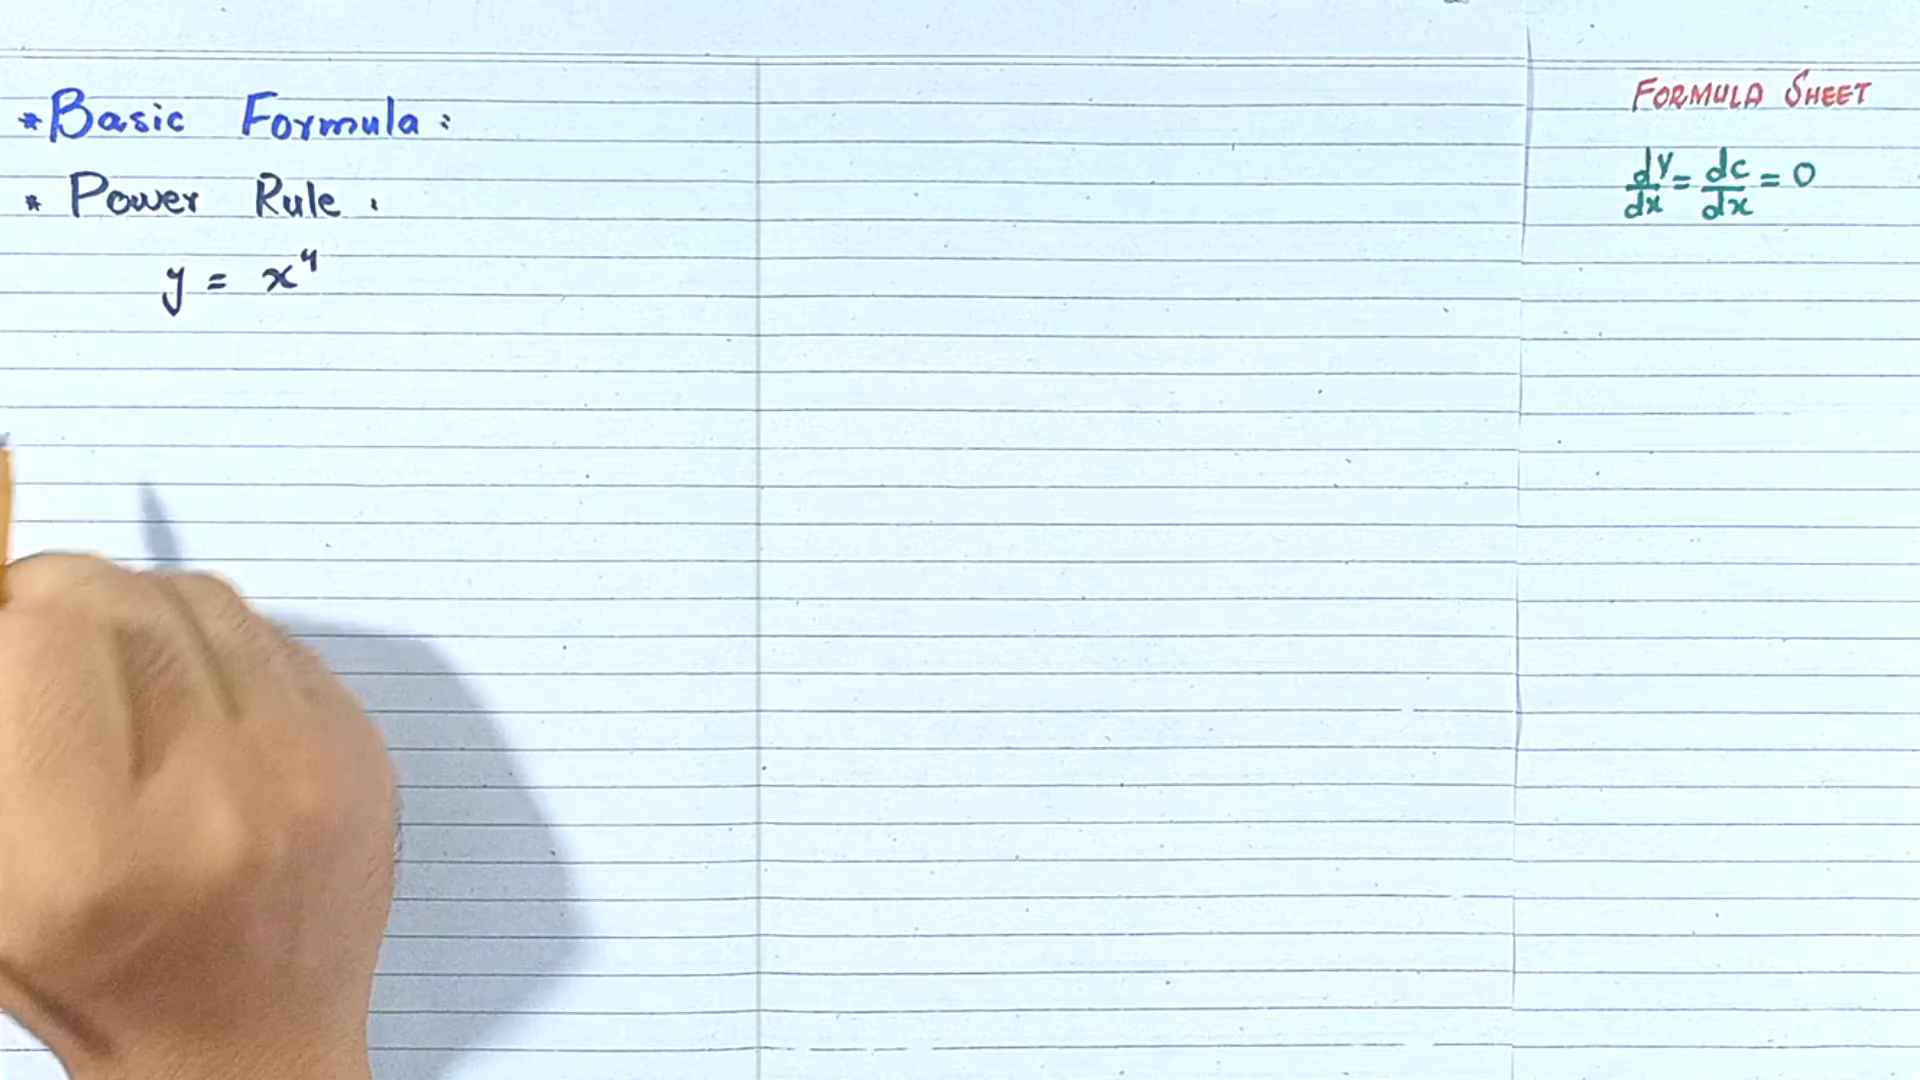 * Basic Formula :
* Power Rule .
y = x⁴
FORMULA SHEET
dy/dx = dc/dx = 0